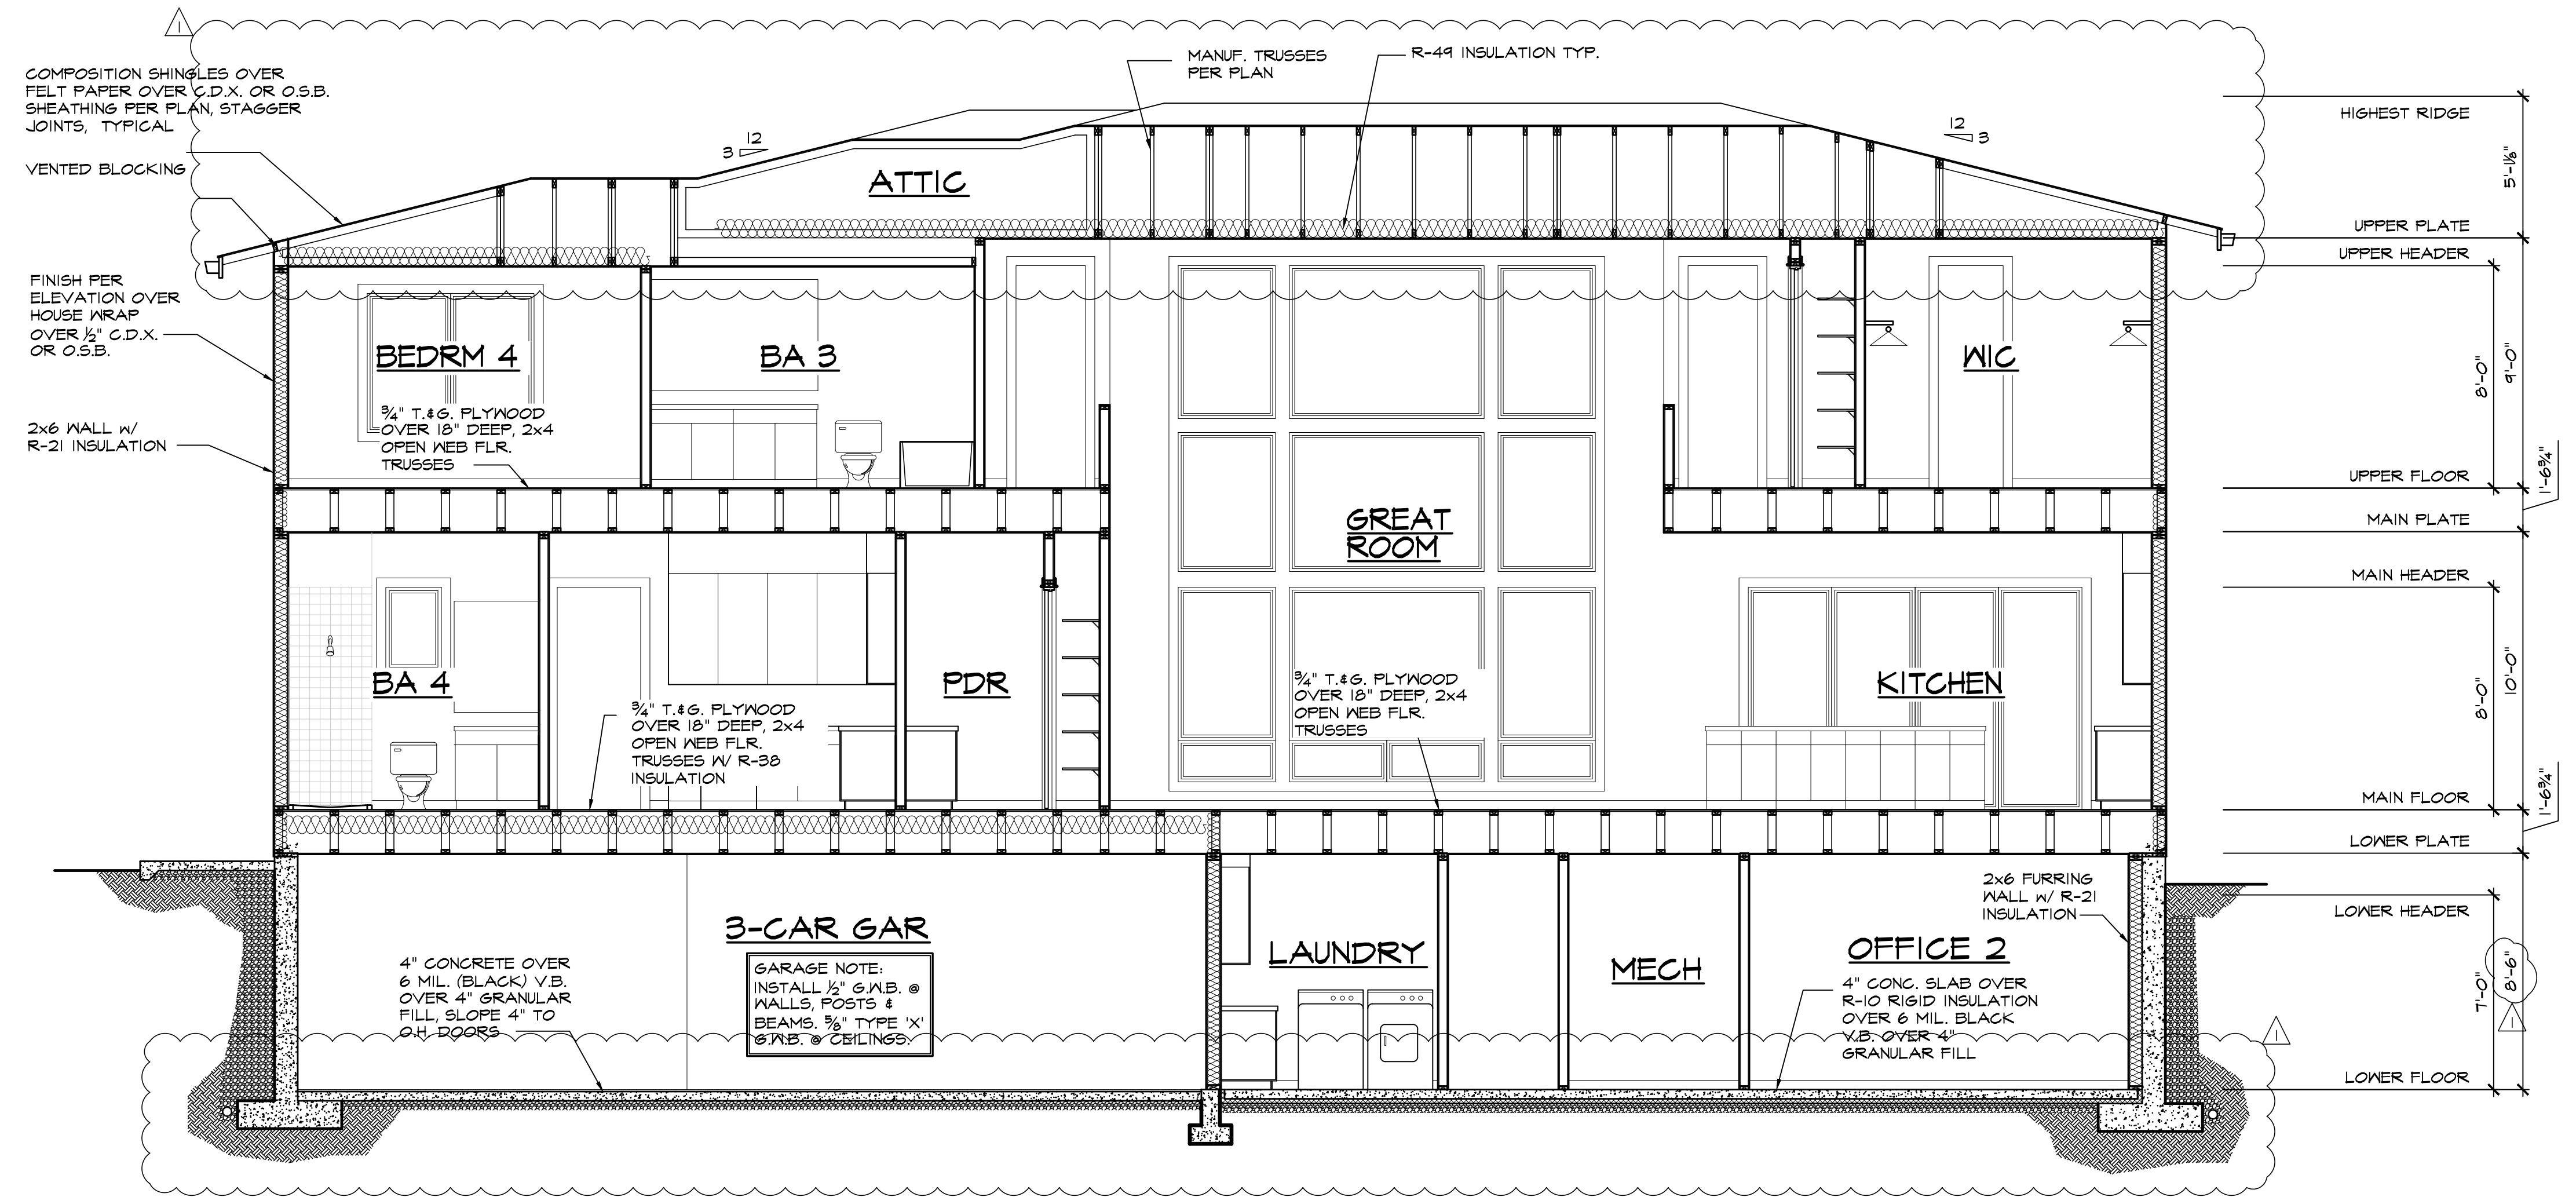 1
COMPOSITION SHINGLES OVER
FELT PAPER OVER C.D.X. OR O.S.B.
SHEATHING PER PLAN, STAGGER
JOINTS, TYPICAL
VENTED BLOCKING
MANUF. TRUSSES
PER PLAN
R-49 INSULATION TYP.
12
3
12
3
ATTIC
HIGHEST RIDGE
5'-1⅛"
UPPER PLATE
UPPER HEADER
FINISH PER
ELEVATION OVER
HOUSE WRAP
OVER ½" C.D.X.
OR O.S.B.
2x6 WALL W/
R-21 INSULATION
BEDRM 4
¾" T.&G. PLYWOOD
OVER 18" DEEP, 2x4
OPEN WEB FLR.
TRUSSES
BA 3
WIC
8'-0"
9'-0"
UPPER FLOOR
1'-6¾"
MAIN PLATE
GREAT
ROOM
MAIN HEADER
BA 4
¾" T.&G. PLYWOOD
OVER 18" DEEP, 2x4
OPEN WEB FLR.
TRUSSES W/ R-38
INSULATION
PDR
¾" T.&G. PLYWOOD
OVER 18" DEEP, 2x4
OPEN WEB FLR.
TRUSSES
KITCHEN
8'-0"
10'-0"
MAIN FLOOR
1'-6¾"
LOWER PLATE
2x6 FURRING
WALL W/ R-21
INSULATION
LOWER HEADER
3-CAR GAR
GARAGE NOTE:
INSTALL ½" G.W.B. @
WALLS, POSTS &
BEAMS. ⅝" TYPE 'X'
G.W.B. @ CEILINGS.
4" CONCRETE OVER
6 MIL. (BLACK) V.B.
OVER 4" GRANULAR
FILL, SLOPE 4" TO
O.H. DOORS
LAUNDRY
MECH
OFFICE 2
4" CONC. SLAB OVER
R-10 RIGID INSULATION
OVER 6 MIL. BLACK
V.B. OVER 4"
GRANULAR FILL
7'-0"
8'-6"
1
1
LOWER FLOOR